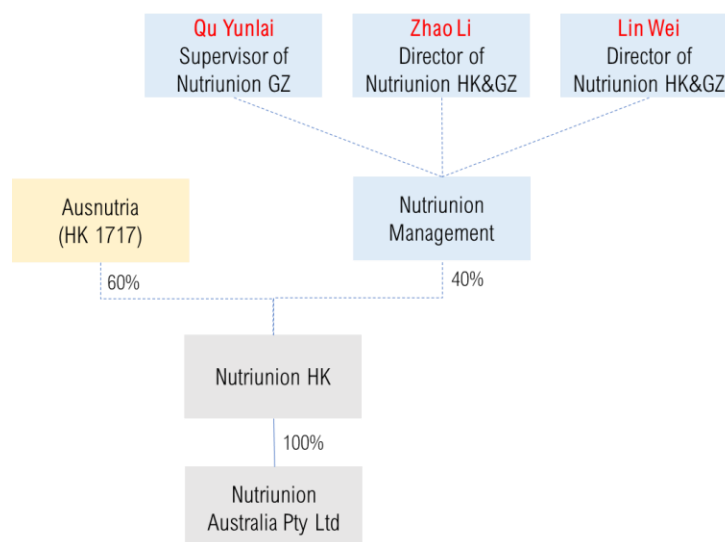 Qu Yunlai
Supervisor of
Nutriunion GZ
Zhao Li
Director of
Nutriunion HK&GZ
Lin Wei
Director of
Nutriunion HK&GZ
Ausnutria
(HK 1717)
Nutriunion
Management
60%
40%
Nutriunion HK
100%
Nutriunion
Australia Pty Ltd